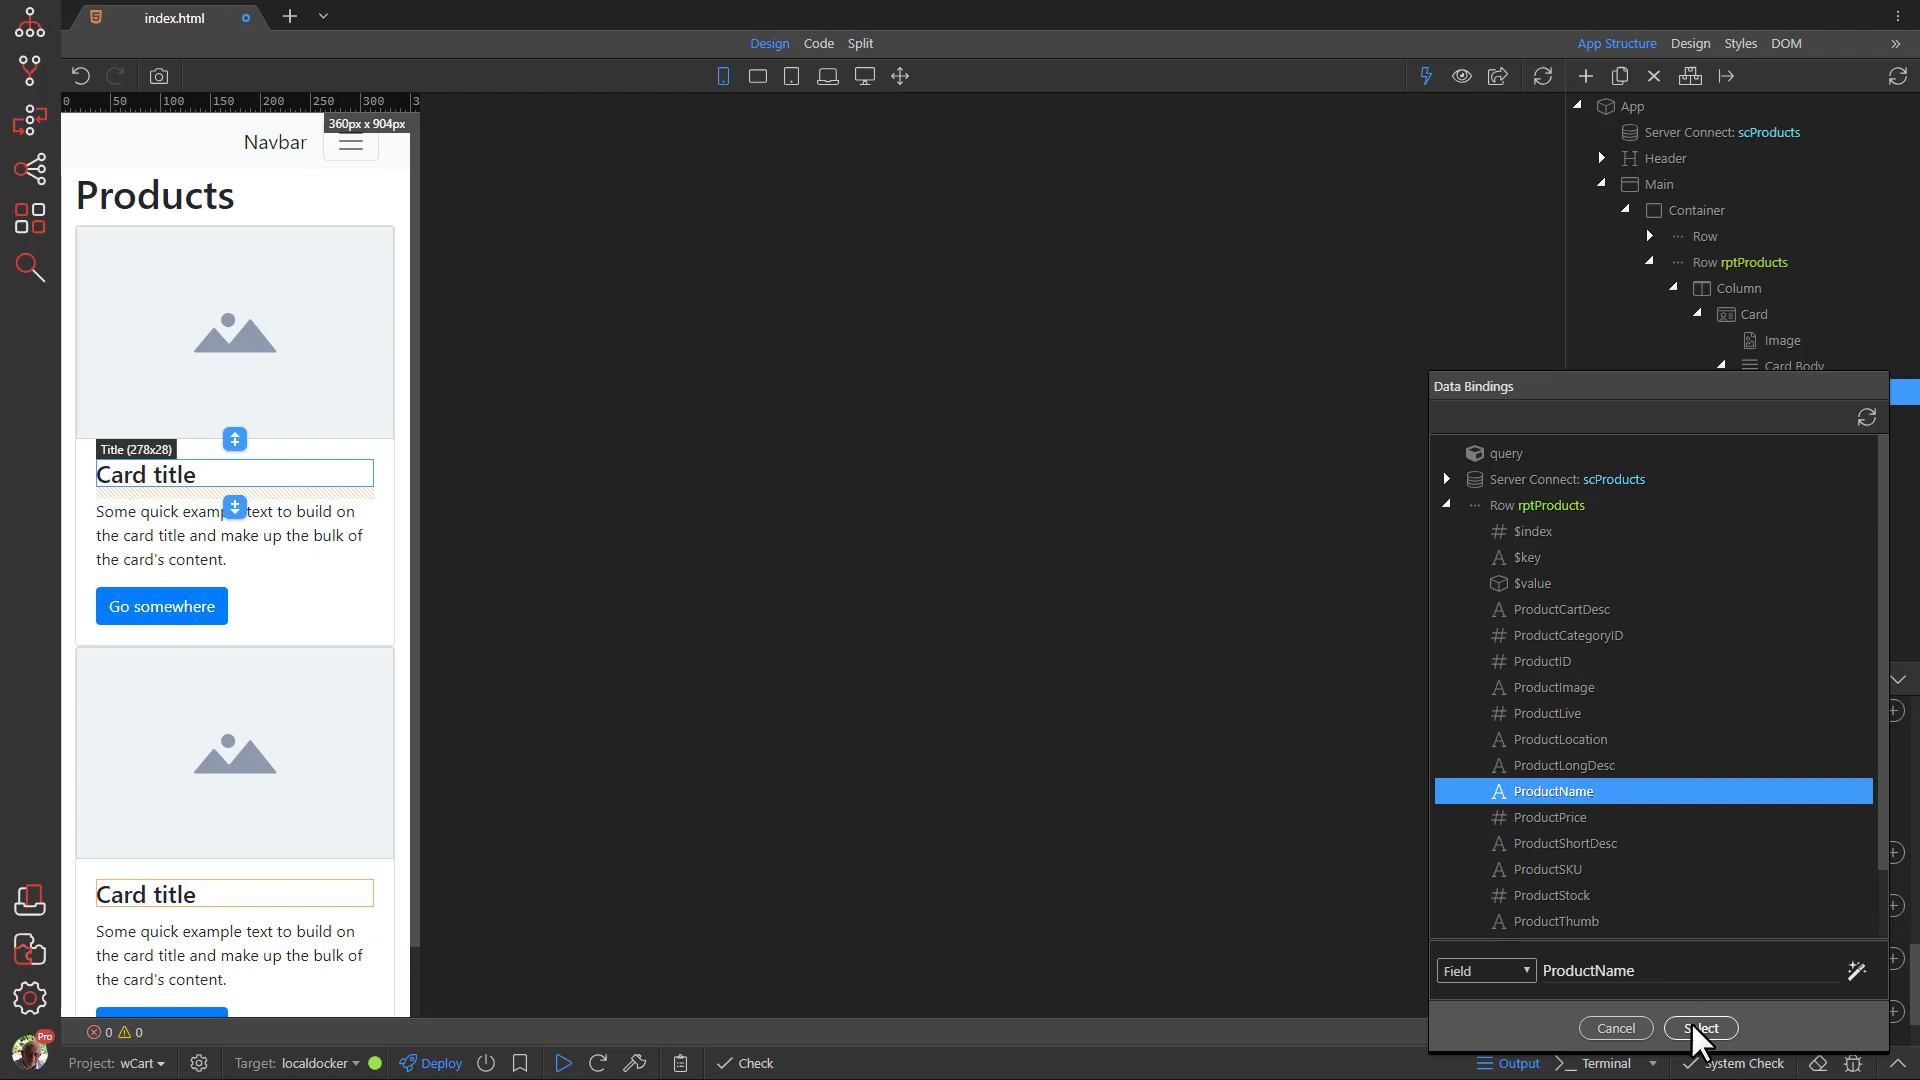 index.html
Design Code Split
App Structure Design Styles DOM
0 50 100 150 200 250 300 3
360px x 904px
Navbar
Products
Title (278x28)
Card title
Some quick example text to build on
the card title and make up the bulk of
the card's content.
Go somewhere
Card title
Some quick example text to build on
the card title and make up the bulk of
the card's content.
App
Server Connect: scProducts
Header
Main
Container
Row
Row rptProducts
Column
Card
Image
Card Body
Data Bindings
query
Server Connect: scProducts
Row rptProducts
$index
$key
$value
ProductCartDesc
ProductCategoryID
ProductID
ProductImage
ProductLive
ProductLocation
ProductLongDesc
ProductName
ProductPrice
ProductShortDesc
ProductSKU
ProductStock
ProductThumb
Field ProductName
Cancel Select
0 0
Pro
Project: wCart Target: localdocker Deploy Check Output Terminal System Check